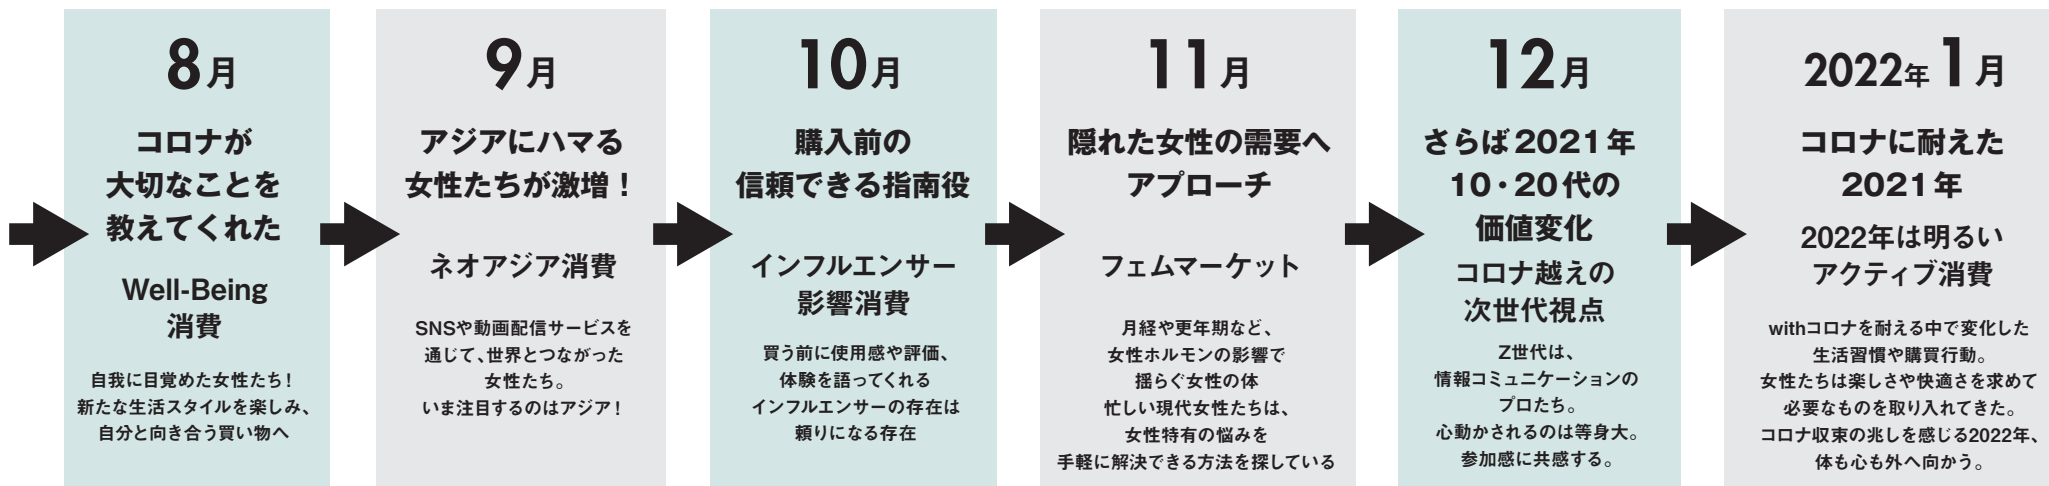 8月
コロナが
大切なことを
教えてくれた
Well-Being
消費
自我に目覚めた女性たち！
新たな生活スタイルを楽しみ、
自分と向き合う買い物へ
9月
アジアにハマる
女性たちが激増！
ネオアジア消費
SNSや動画配信サービスを
通じて、世界とつながった
女性たち。
いま注目するのはアジア！
10月
購入前の
信頼できる指南役
インフルエンサー
影響消費
買う前に使用感や評価、
体験を語ってくれる
インフルエンサーの存在は
頼りになる存在
11月
隠れた女性の需要へ
アプローチ
フェムマーケット
月経や更年期など、
女性ホルモンの影響で
揺らぐ女性の体
忙しい現代女性たちは、
女性特有の悩みを
手軽に解決できる方法を探している
12月
さらば2021年
10・20代の
価値変化
コロナ越えの
次世代視点
Z世代は、
情報コミュニケーションの
プロたち。
心動かされるのは等身大。
参加感に共感する。
2022年1月
コロナに耐えた
2021年
2022年は明るい
アクティブ消費
withコロナを耐える中で変化した
生活習慣や購買行動。
女性たちは楽しさや快適さを求めて
必要なものを取り入れてきた。
コロナ収束の兆しを感じる2022年、
体も心も外へ向かう。